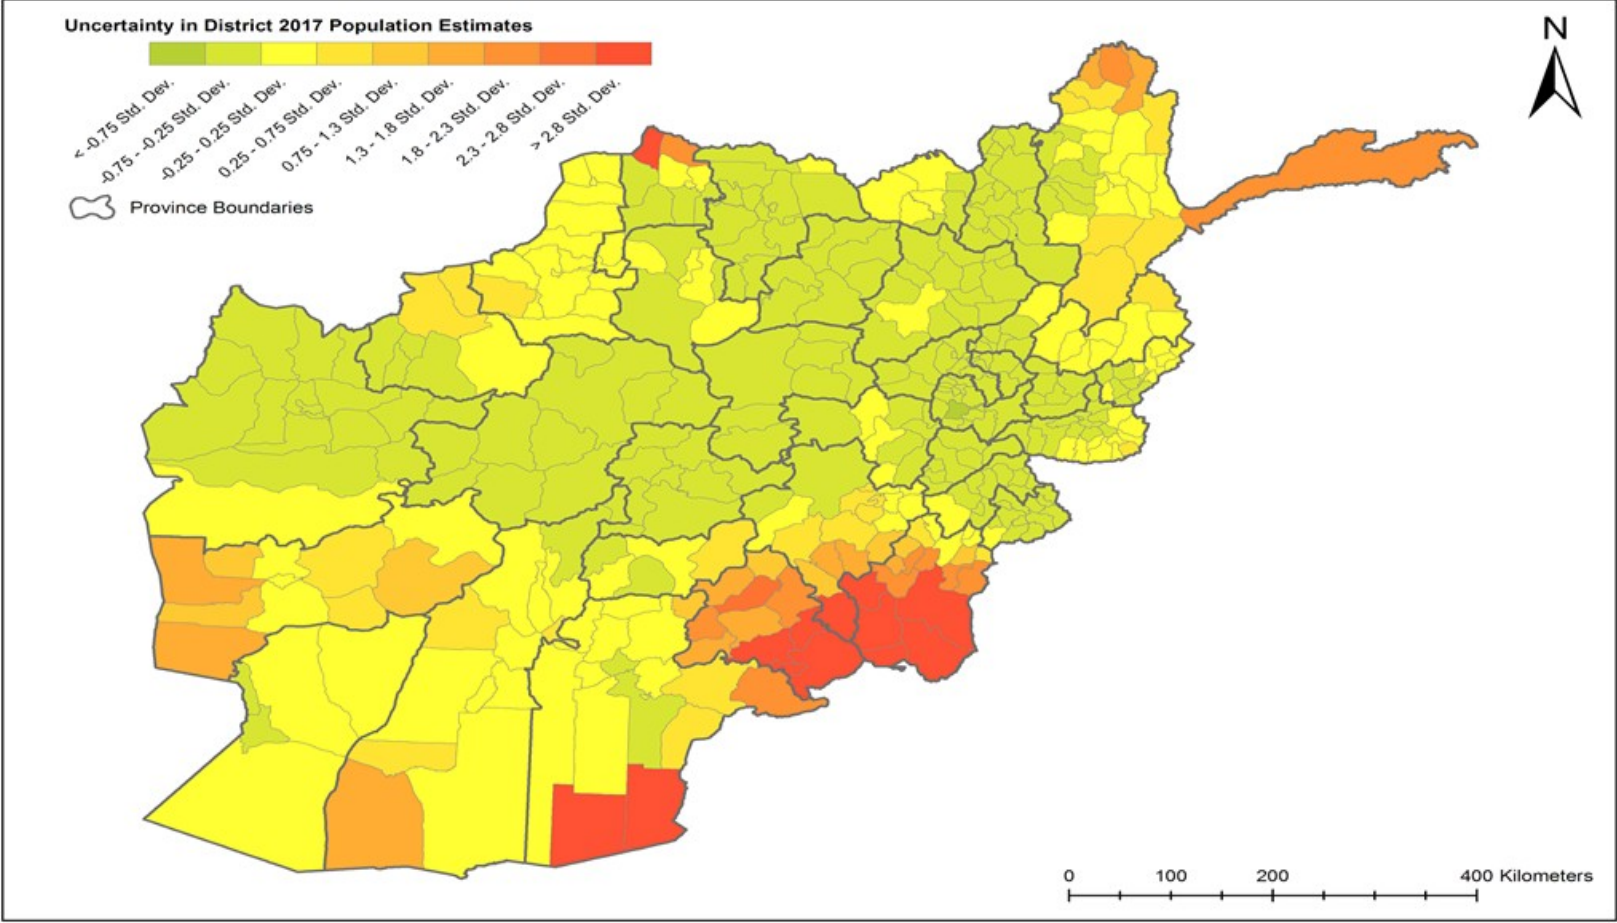 Uncertainty in District 2017 Population Estimates
< -0.75 Std. Dev.
-0.75 - -0.25 Std. Dev.
-0.25 - 0.25 Std. Dev.
0.25 - 0.75 Std. Dev.
0.75 - 1.3 Std. Dev.
1.3 - 1.8 Std. Dev.
1.8 - 2.3 Std. Dev.
2.3 - 2.8 Std. Dev.
> 2.8 Std. Dev.
Province Boundaries
N
0 100 200 400 Kilometers